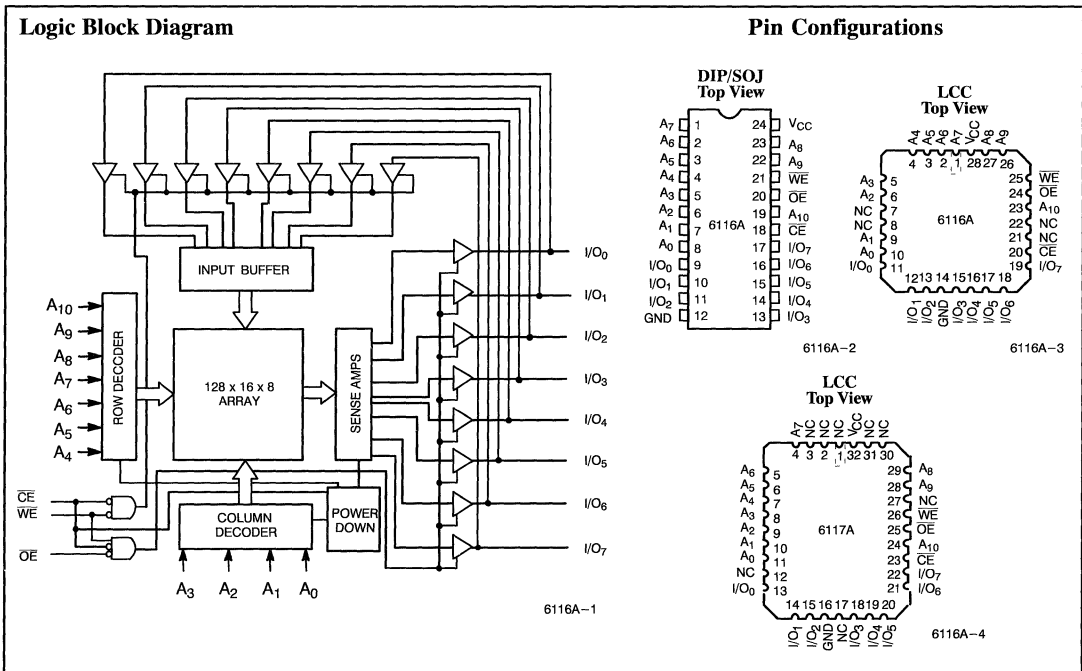 Logic Block Diagram
INPUT BUFFER
A10
A9
A8
A7
A6
A5
A4
ROW DECODER
128 x 16 x 8
ARRAY
SENSE AMPS
I/O0
I/O1
I/O2
I/O3
I/O4
I/O5
I/O6
I/O7
CE
WE
OE
COLUMN
DECODER
POWER
DOWN
A3 A2 A1 A0
6116A-1
Pin Configurations
DIP/SOJ
Top View
A7 1 24 VCC
A6 2 23 A8
A5 3 22 A9
A4 4 21 WE
A3 5 20 OE
A2 6 19 A10
6116A
A1 7 18 CE
A0 8 17 I/O7
I/O0 9 16 I/O6
I/O1 10 15 I/O5
I/O2 11 14 I/O4
GND 12 13 I/O3
6116A-2
LCC
Top View
A4 A5 A6 A7 VCC A8 A9
4 3 2 1 28 27 26
A3 5 25 WE
A2 6 24 OE
NC 7 23 A10
6116A
NC 8 22 NC
A1 9 21 NC
A0 10 20 CE
I/O0 11 19 I/O7
12 13 14 15 16 17 18
I/O1 I/O2 GND I/O3 I/O4 I/O5 I/O6
6116A-3
LCC
Top View
A7 NC NC NC VCC NC NC
4 3 2 1 32 31 30
A6 5 29 A8
A5 6 28 A9
A4 7 27 NC
A3 8 26 WE
6117A
A2 9 25 OE
A1 10 24 A10
A0 11 23 CE
NC 12 22 I/O7
I/O0 13 21 I/O6
14 15 16 17 18 19 20
I/O1 I/O2 GND NC I/O3 I/O4 I/O5
6116A-4